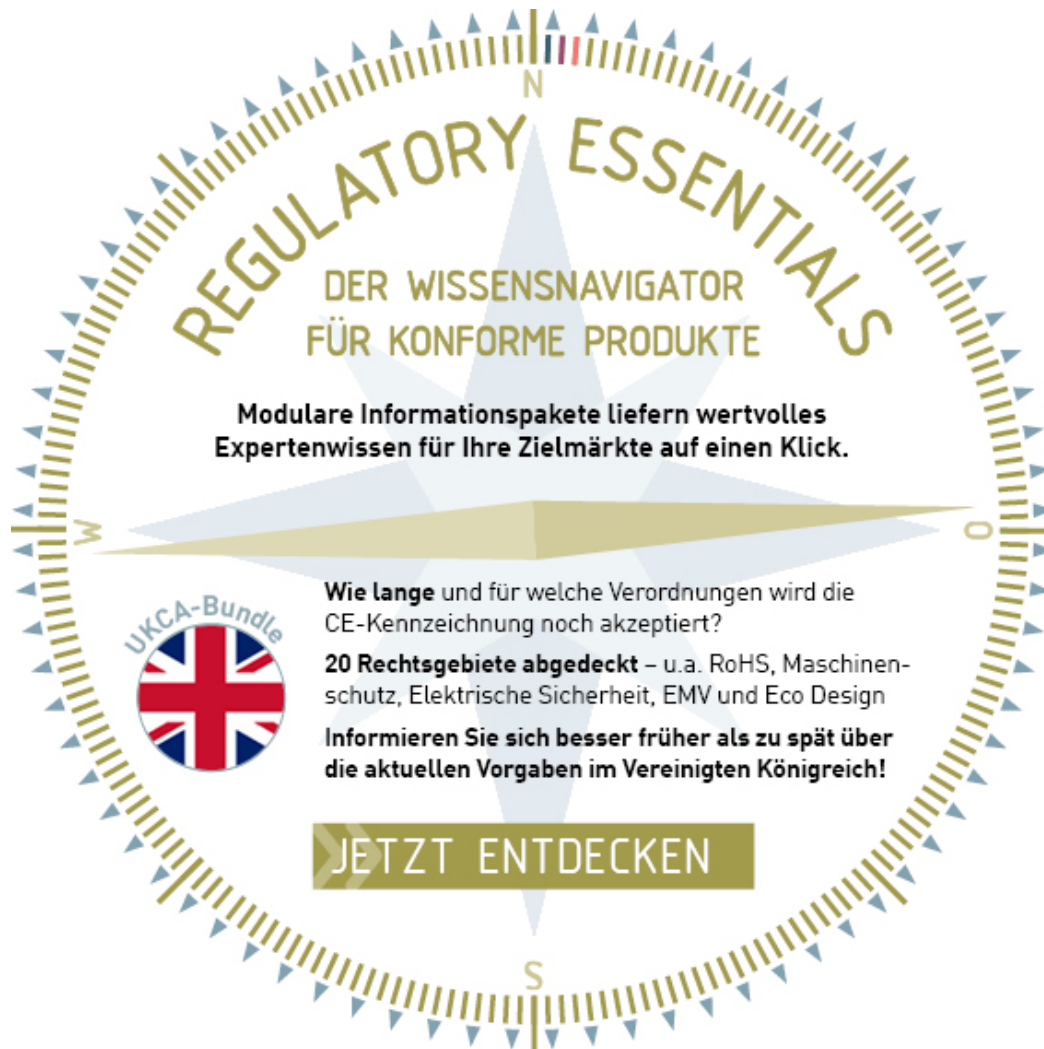 N
REGULATORY ESSENTIALS
DER WISSENSNAVIGATOR
FÜR KONFORME PRODUKTE
Modulare Informationspakete liefern wertvolles
Expertenwissen für Ihre Zielmärkte auf einen Klick.
W
O
UKCA-Bundle
Wie lange und für welche Verordnungen wird die
CE-Kennzeichnung noch akzeptiert?
20 Rechtsgebiete abgedeckt – u.a. RoHS, Maschinen-
schutz, Elektrische Sicherheit, EMV und Eco Design
Informieren Sie sich besser früher als zu spät über
die aktuellen Vorgaben im Vereinigten Königreich!
JETZT ENTDECKEN
S